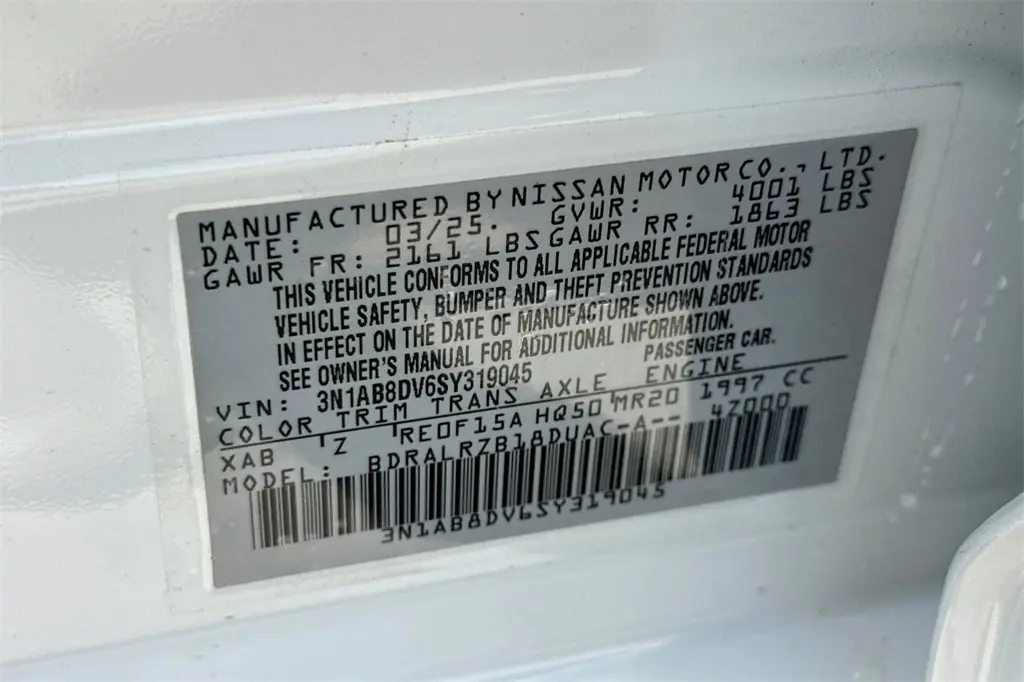 MANUFACTURED BY NISSAN MOTOR CO., LTD.
DATE: 03/25. GVWR: 4001 LBS
GAWR FR: 2161 LBS GAWR RR: 1863 LBS
THIS VEHICLE CONFORMS TO ALL APPLICABLE FEDERAL MOTOR
VEHICLE SAFETY, BUMPER AND THEFT PREVENTION STANDARDS
IN EFFECT ON THE DATE OF MANUFACTURE SHOWN ABOVE.
SEE OWNER'S MANUAL FOR ADDITIONAL INFORMATION.
VIN: 3N1AB8DV6SY319045 PASSENGER CAR.
COLOR TRIM TRANS AXLE ENGINE
XAB Z RE0F15A HQ50 MR20 1997 CC
MODEL: BDRALRZB18DUAC-A-- 4Z000
3N1AB8DV6SY319045